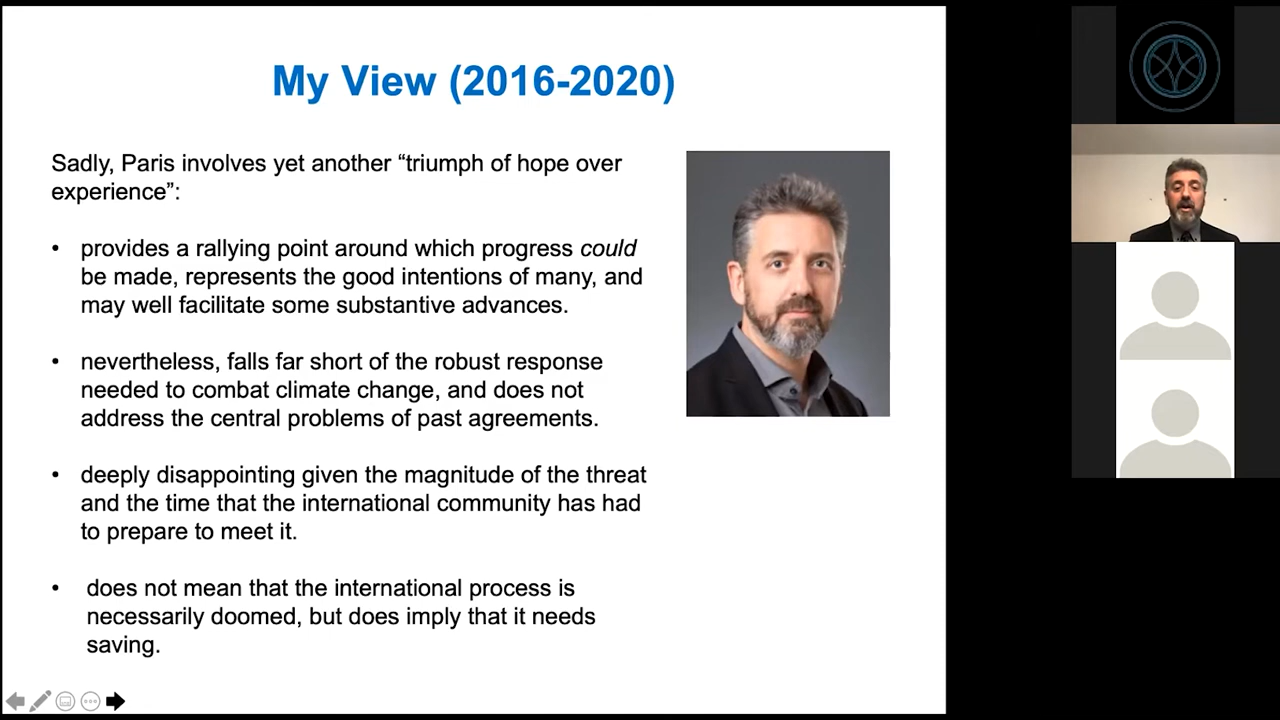 My View (2016-2020)
Sadly, Paris involves yet another “triumph of hope over
experience”:
• provides a rallying point around which progress could
be made, represents the good intentions of many, and
may well facilitate some substantive advances.
• nevertheless, falls far short of the robust response
needed to combat climate change, and does not
address the central problems of past agreements.
• deeply disappointing given the magnitude of the threat
and the time that the international community has had
to prepare to meet it.
• does not mean that the international process is
necessarily doomed, but does imply that it needs
saving.